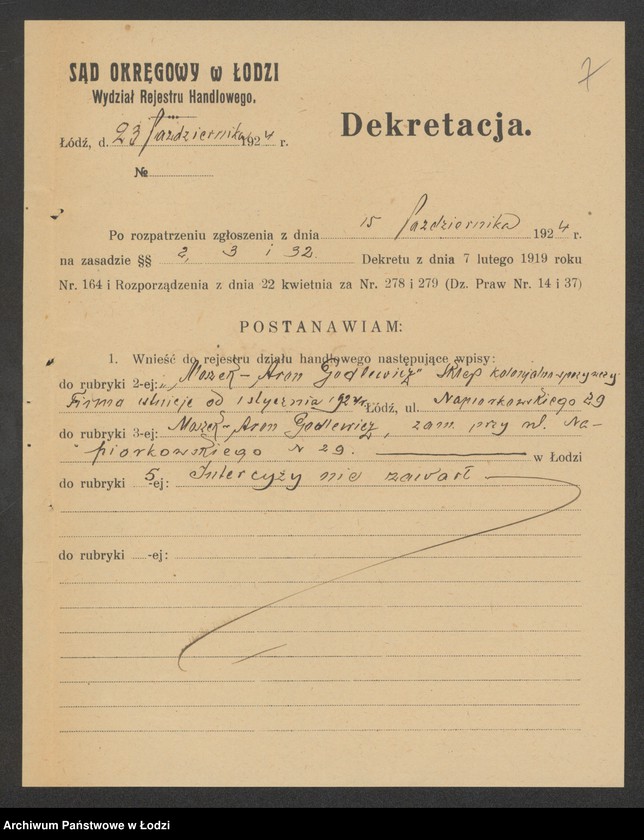 7
SĄD OKRĘGOWY w ŁODZI
Wydział Rejestru Handlowego.
Dekretacja.
Łódź, d. 23 Października 1924 r.
№
Po rozpatrzeniu zgłoszenia z dnia 15 Października 1924 r.
na zasadzie §§ 2, 3 i 32. Dekretu z dnia 7 lutego 1919 roku
Nr. 164 i Rozporządzenia z dnia 22 kwietnia za Nr. 278 i 279 (Dz. Praw Nr. 14 i 37)
POSTANAWIAM:
1. Wnieść do rejestru działu handlowego następujące wpisy:
do rubryki 2-ej: „Moszek-Aron Godlewicz" Sklep kolonjalno-spożywczy
Firma istnieje od 1 stycznia 1924 r. Łódź, ul. Napiorkowskiego 29
do rubryki 3-ej: Moszek-Aron Godlewicz, zam. przy ul. Na-
piorkowskiego N 29. w Łodzi
do rubryki 5-ej: Intercyzy nie zawarł
do rubryki -ej:
Archiwum Państwowe w Łodzi